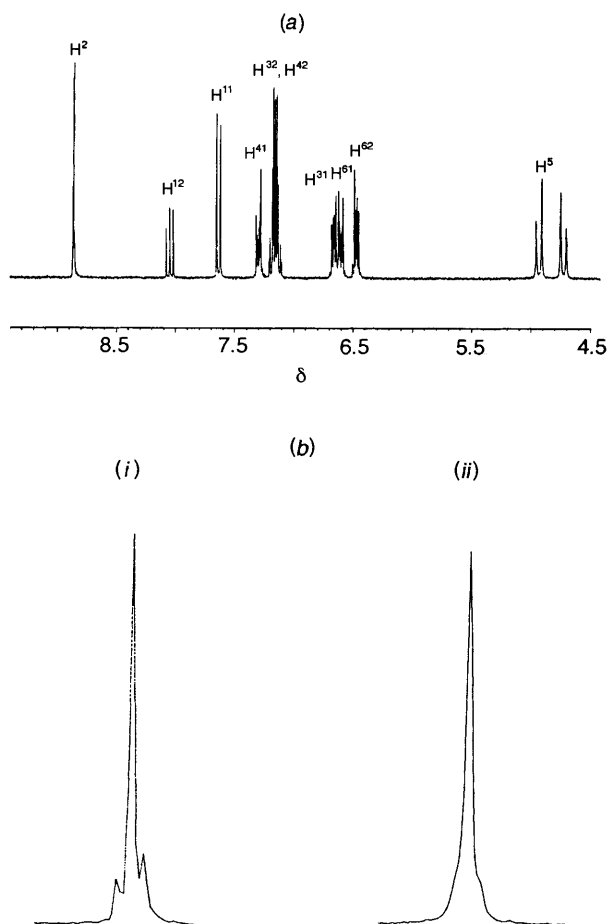 (a)
H²
H³², H⁴²
H¹¹
H⁴¹
H⁶²
H¹²
H³¹ H⁶¹
H⁵
8.5 7.5 6.5 5.5 4.5
δ
(b)
(i) (ii)